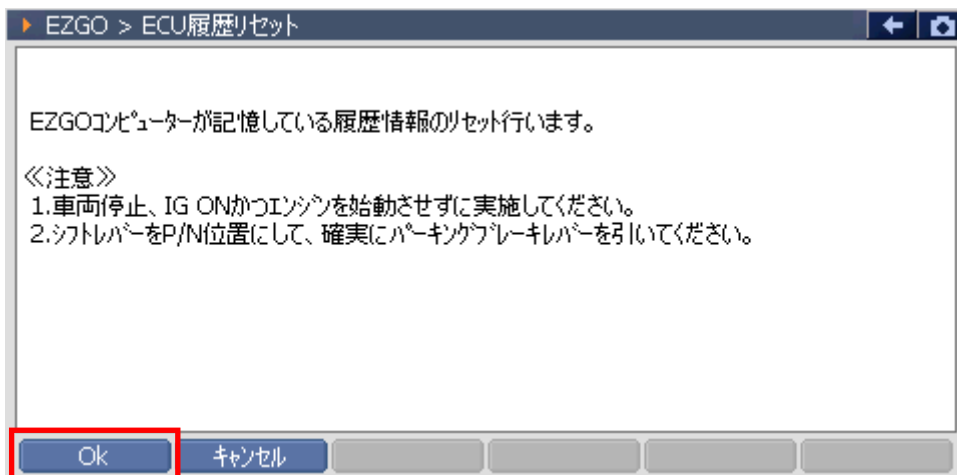 EZGO > ECU履歴リセット
EZGOｺﾝﾋﾟｭｰﾀｰが記憶している履歴情報のﾘｾｯﾄ行います。
≪注意≫
1.車両停止、IG ONかつｴﾝｼﾞﾝを始動させずに実施してください。
2.ｼﾌﾄﾚﾊﾞｰをP/N位置にして、確実にﾊﾟｰｷﾝｸﾞﾌﾞﾚｰｷﾚﾊﾞｰを引いてください。
Ok
ｷｬﾝｾﾙ